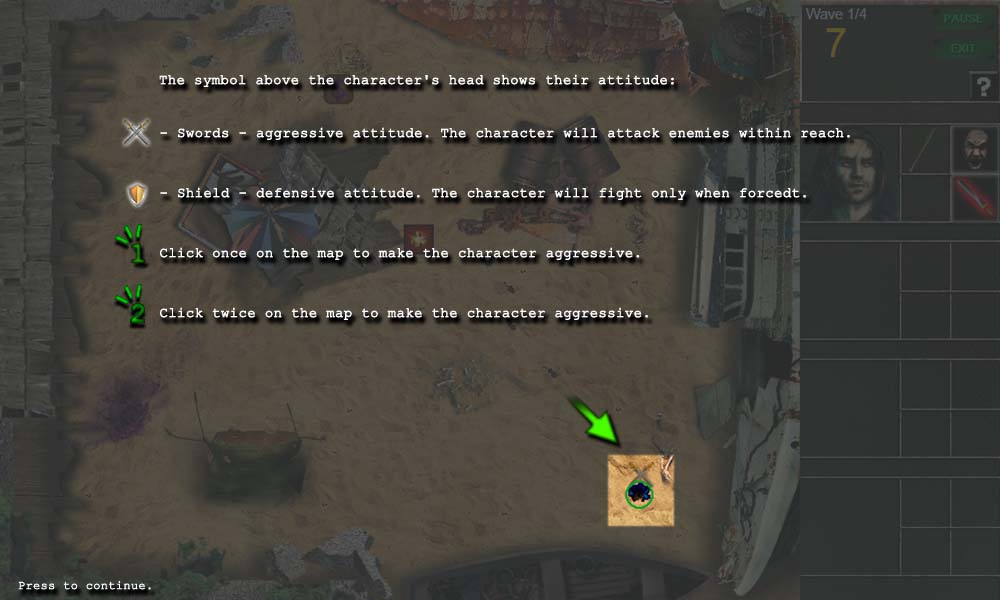 Wave 1/4
7
PAUSE
EXIT
?
The symbol above the character's head shows their attitude:
- Swords - aggressive attitude. The character will attack enemies within reach.
- Shield - defensive attitude. The character will fight only when forcedt.
1 Click once on the map to make the character aggressive.
2 Click twice on the map to make the character aggressive.
Press to continue.